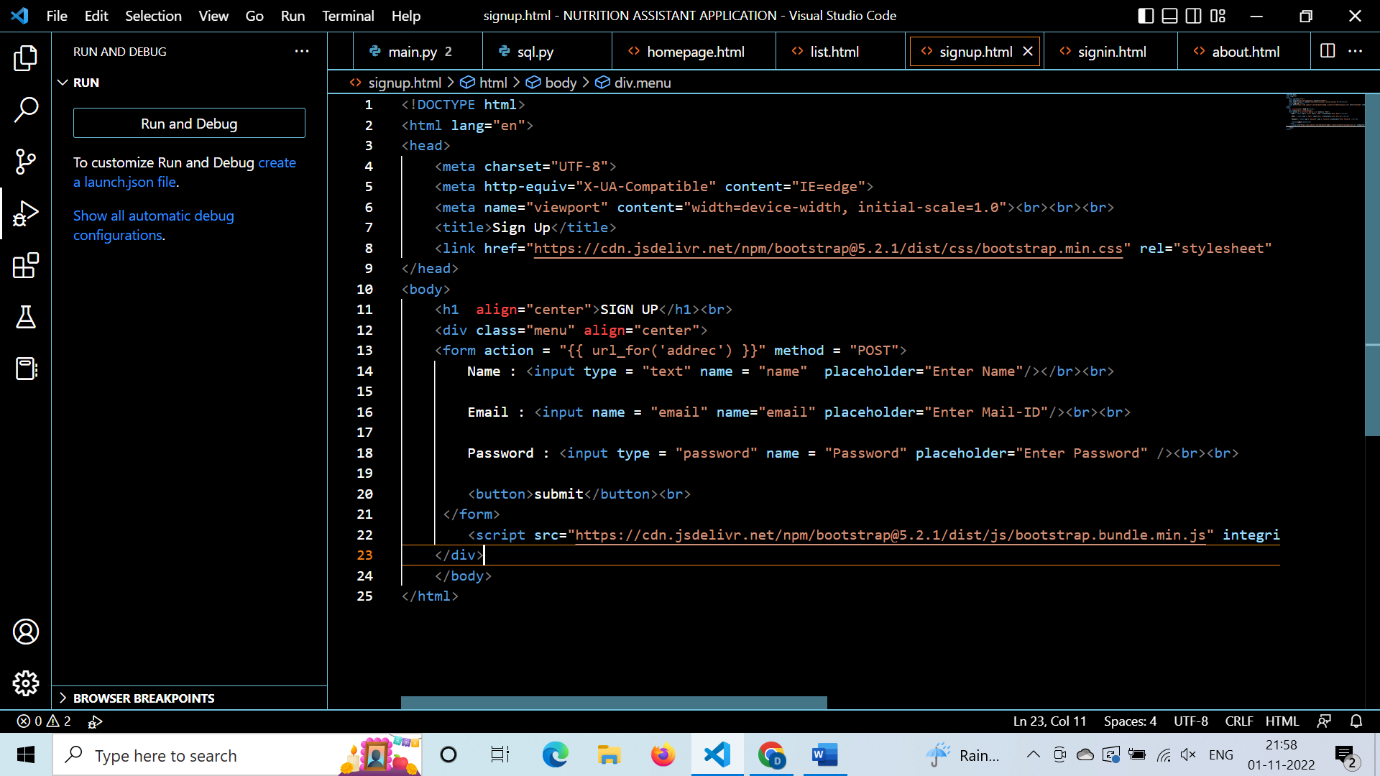 File Edit Selection View Go Run Terminal Help signup.html - NUTRITION ASSISTANT APPLICATION - Visual Studio Code
RUN AND DEBUG ···
main.py 2 sql.py homepage.html list.html signup.html signin.html about.html ···
RUN
signup.html > html > body > div.menu
Run and Debug
To customize Run and Debug create
a launch.json file.
Show all automatic debug
configurations.
1 <!DOCTYPE html>
2 <html lang="en">
3 <head>
4 <meta charset="UTF-8">
5 <meta http-equiv="X-UA-Compatible" content="IE=edge">
6 <meta name="viewport" content="width=device-width, initial-scale=1.0"><br><br><br>
7 <title>Sign Up</title>
8 <link href="https://cdn.jsdelivr.net/npm/bootstrap@5.2.1/dist/css/bootstrap.min.css" rel="stylesheet"
9 </head>
10 <body>
11 <h1  align="center">SIGN UP</h1><br>
12 <div class="menu" align="center">
13 <form action = "{{ url_for('addrec') }}" method = "POST">
14 Name : <input type = "text" name = "name"  placeholder="Enter Name"/></br><br>
15
16 Email : <input name = "email" name="email" placeholder="Enter Mail-ID"/><br><br>
17
18 Password : <input type = "password" name = "Password" placeholder="Enter Password" /><br><br>
19
20 <button>submit</button><br>
21 </form>
22 <script src="https://cdn.jsdelivr.net/npm/bootstrap@5.2.1/dist/js/bootstrap.bundle.min.js" integri
23 </div>
24 </body>
25 </html>
BROWSER BREAKPOINTS
0 2 Ln 23, Col 11 Spaces: 4 UTF-8 CRLF HTML
Type here to search Rain... ENG 21:58
01-11-2022 2